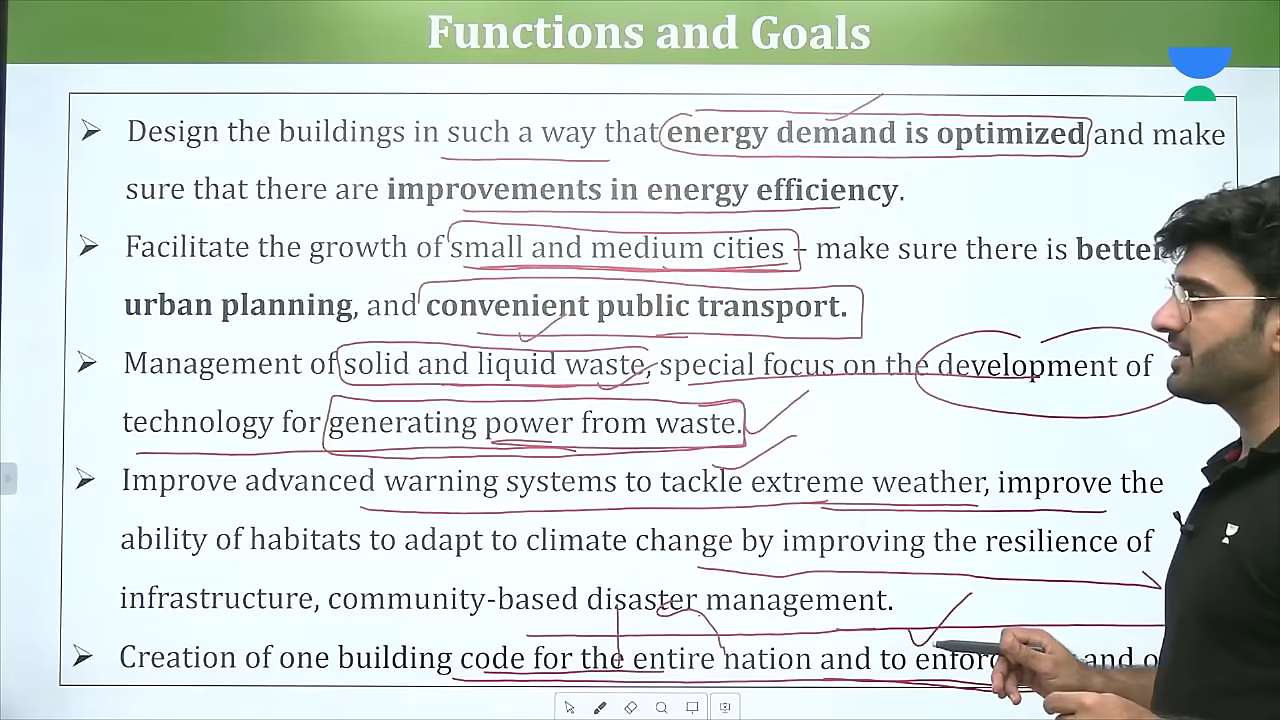 Functions and Goals
➢ Design the buildings in such a way that energy demand is optimized and make
sure that there are improvements in energy efficiency.
➢ Facilitate the growth of small and medium cities – make sure there is better
urban planning, and convenient public transport.
➢ Management of solid and liquid waste, special focus on the development of
technology for generating power from waste.
➢ Improve advanced warning systems to tackle extreme weather, improve the
ability of habitats to adapt to climate change by improving the resilience of
infrastructure, community-based disaster management.
➢ Creation of one building code for the entire nation and to and